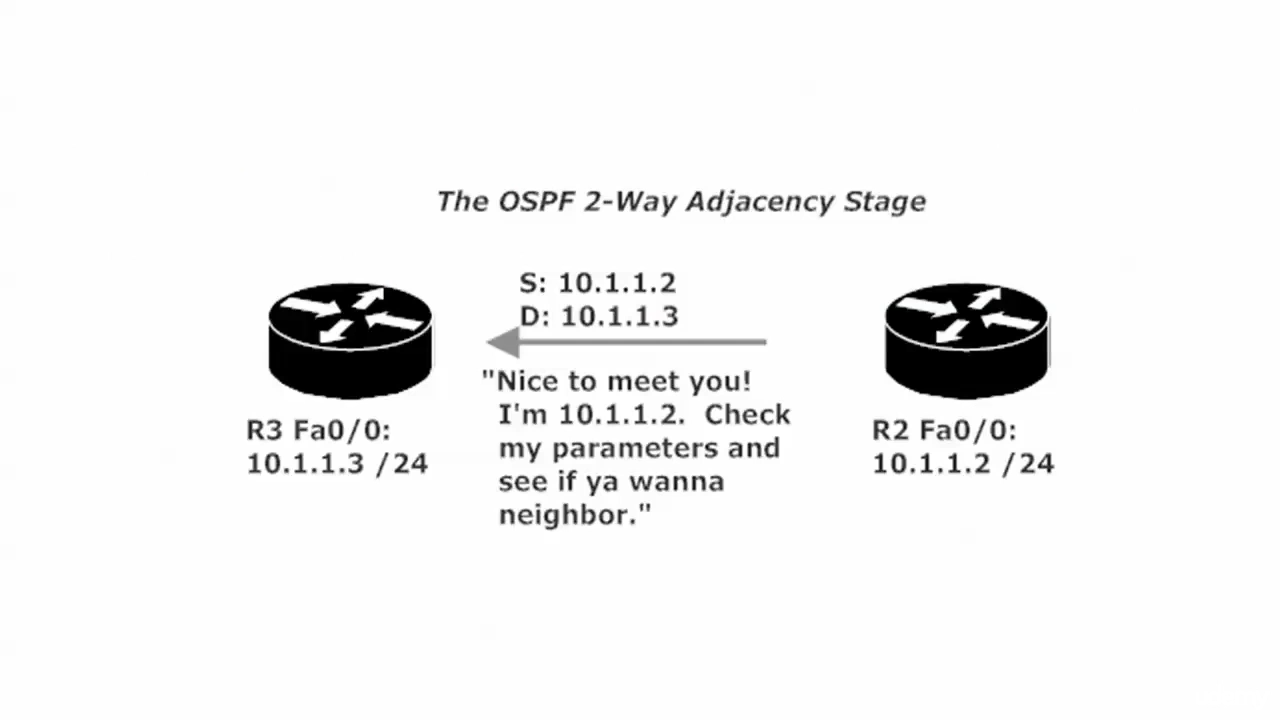 The OSPF 2-Way Adjacency Stage
S: 10.1.1.2
D: 10.1.1.3
"Nice to meet you!
I'm 10.1.1.2. Check
my parameters and
see if ya wanna
neighbor."
R3 Fa0/0:
10.1.1.3 /24
R2 Fa0/0:
10.1.1.2 /24